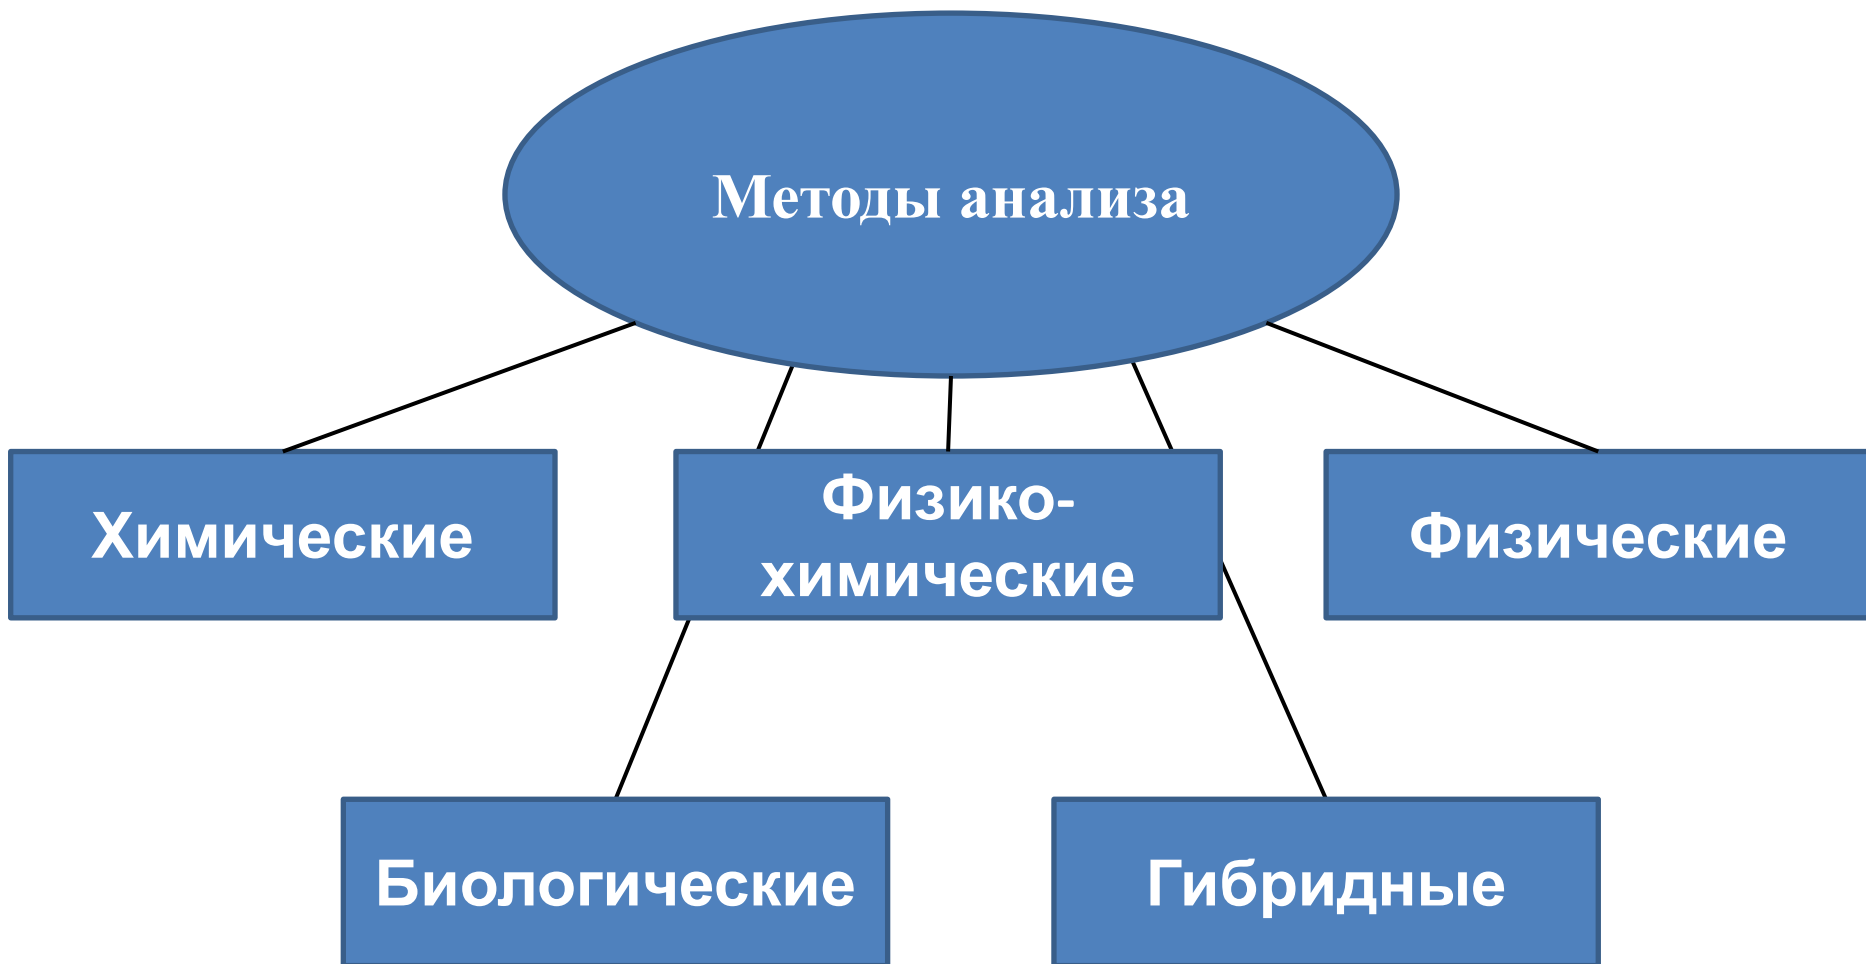 Методы анализа
Химические
Физико-
химические
Физические
Биологические
Гибридные